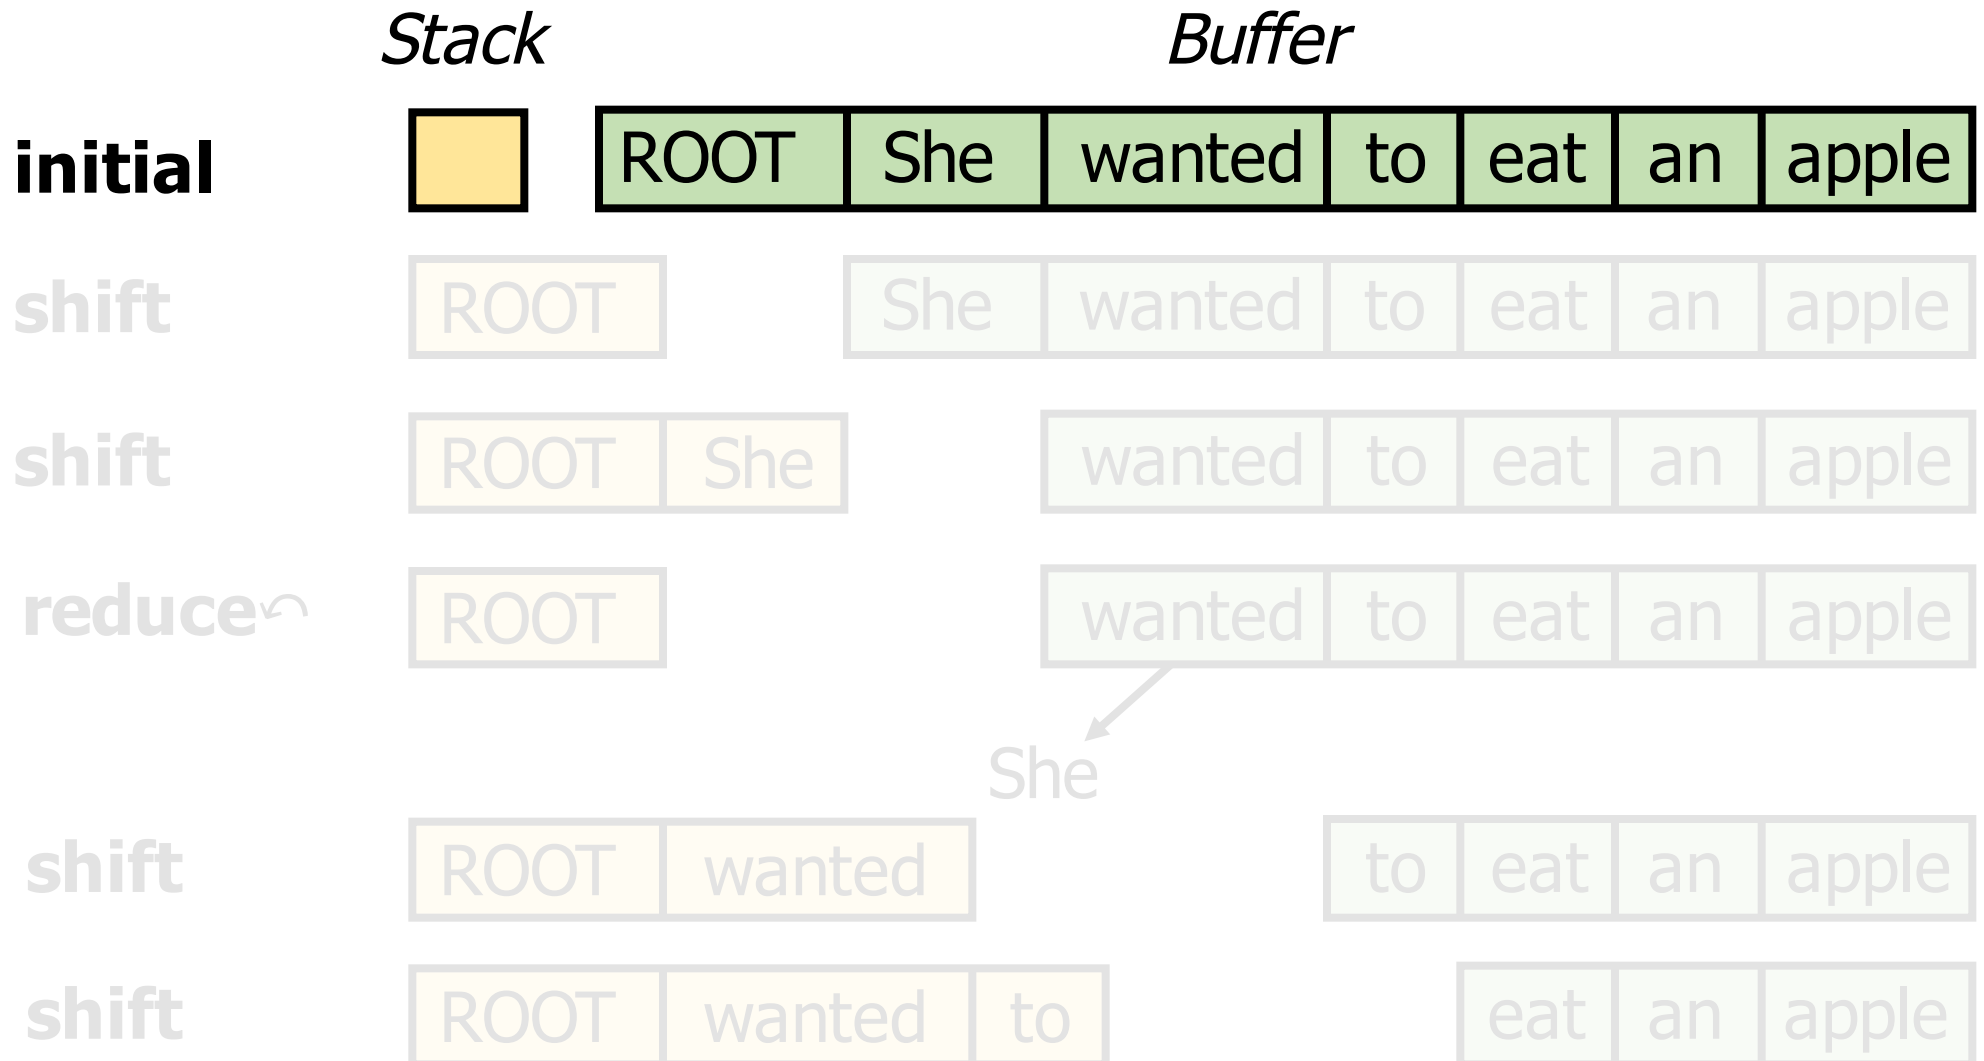 Stack Buffer
initial ROOT She wanted to eat an apple
shift ROOT She wanted to eat an apple
shift ROOT She wanted to eat an apple
reduce ROOT wanted to eat an apple
She
shift ROOT wanted to eat an apple
shift ROOT wanted to eat an apple